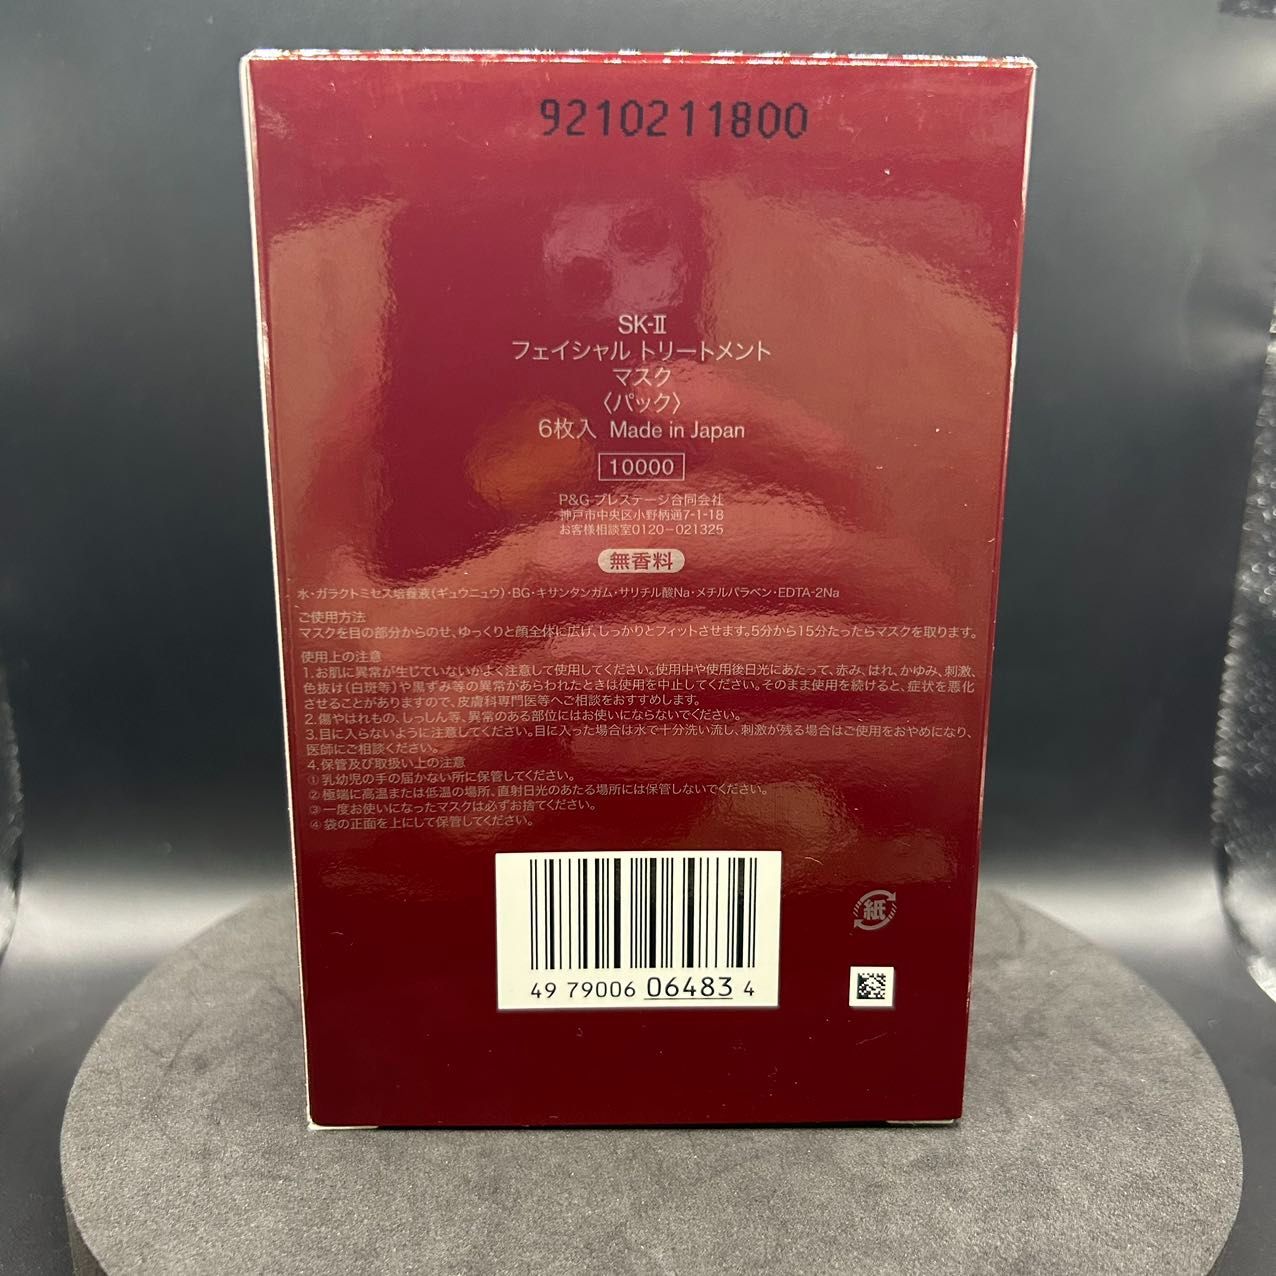 9210211800
SK-II
フェイシャル トリートメント
マスク
〈パック〉
6枚入 Made in Japan
10000
P&G プレステージ合同会社
神戸市中央区小野柄通7-1-18
お客様相談室0120-021325
無香料
水・ガラクトミセス培養液(ギュウニュウ)・BG・キサンタンガム・サリチル酸Na・メチルパラベン・EDTA-2Na
ご使用方法
マスクを目の部分からのせ、ゆっくりと顔全体に広げ、しっかりとフィットさせます。5分から15分たったらマスクを取ります。
使用上の注意
1.お肌に異常が生じていないかよく注意して使用してください。使用中や使用後日光にあたって、赤み、はれ、かゆみ、刺激、
色抜け(白斑等)や黒ずみ等の異常があらわれたときは使用を中止してください。そのまま使用を続けると、症状を悪化
させることがありますので、皮膚科専門医等へご相談をおすすめします。
2.傷やはれもの、しっしん等、異常のある部位にはお使いにならないでください。
3.目に入らないように注意してください。目に入った場合は水で十分洗い流し、刺激が残る場合はご使用をおやめになり、
医師にご相談ください。
4.保管及び取扱い上の注意
①乳幼児の手の届かない所に保管してください。
②極端に高温または低温の場所、直射日光のあたる場所には保管しないでください。
③一度お使いになったマスクは必ずお捨てください。
④袋の正面を上にして保管してください。
紙
49 79006 06483 4